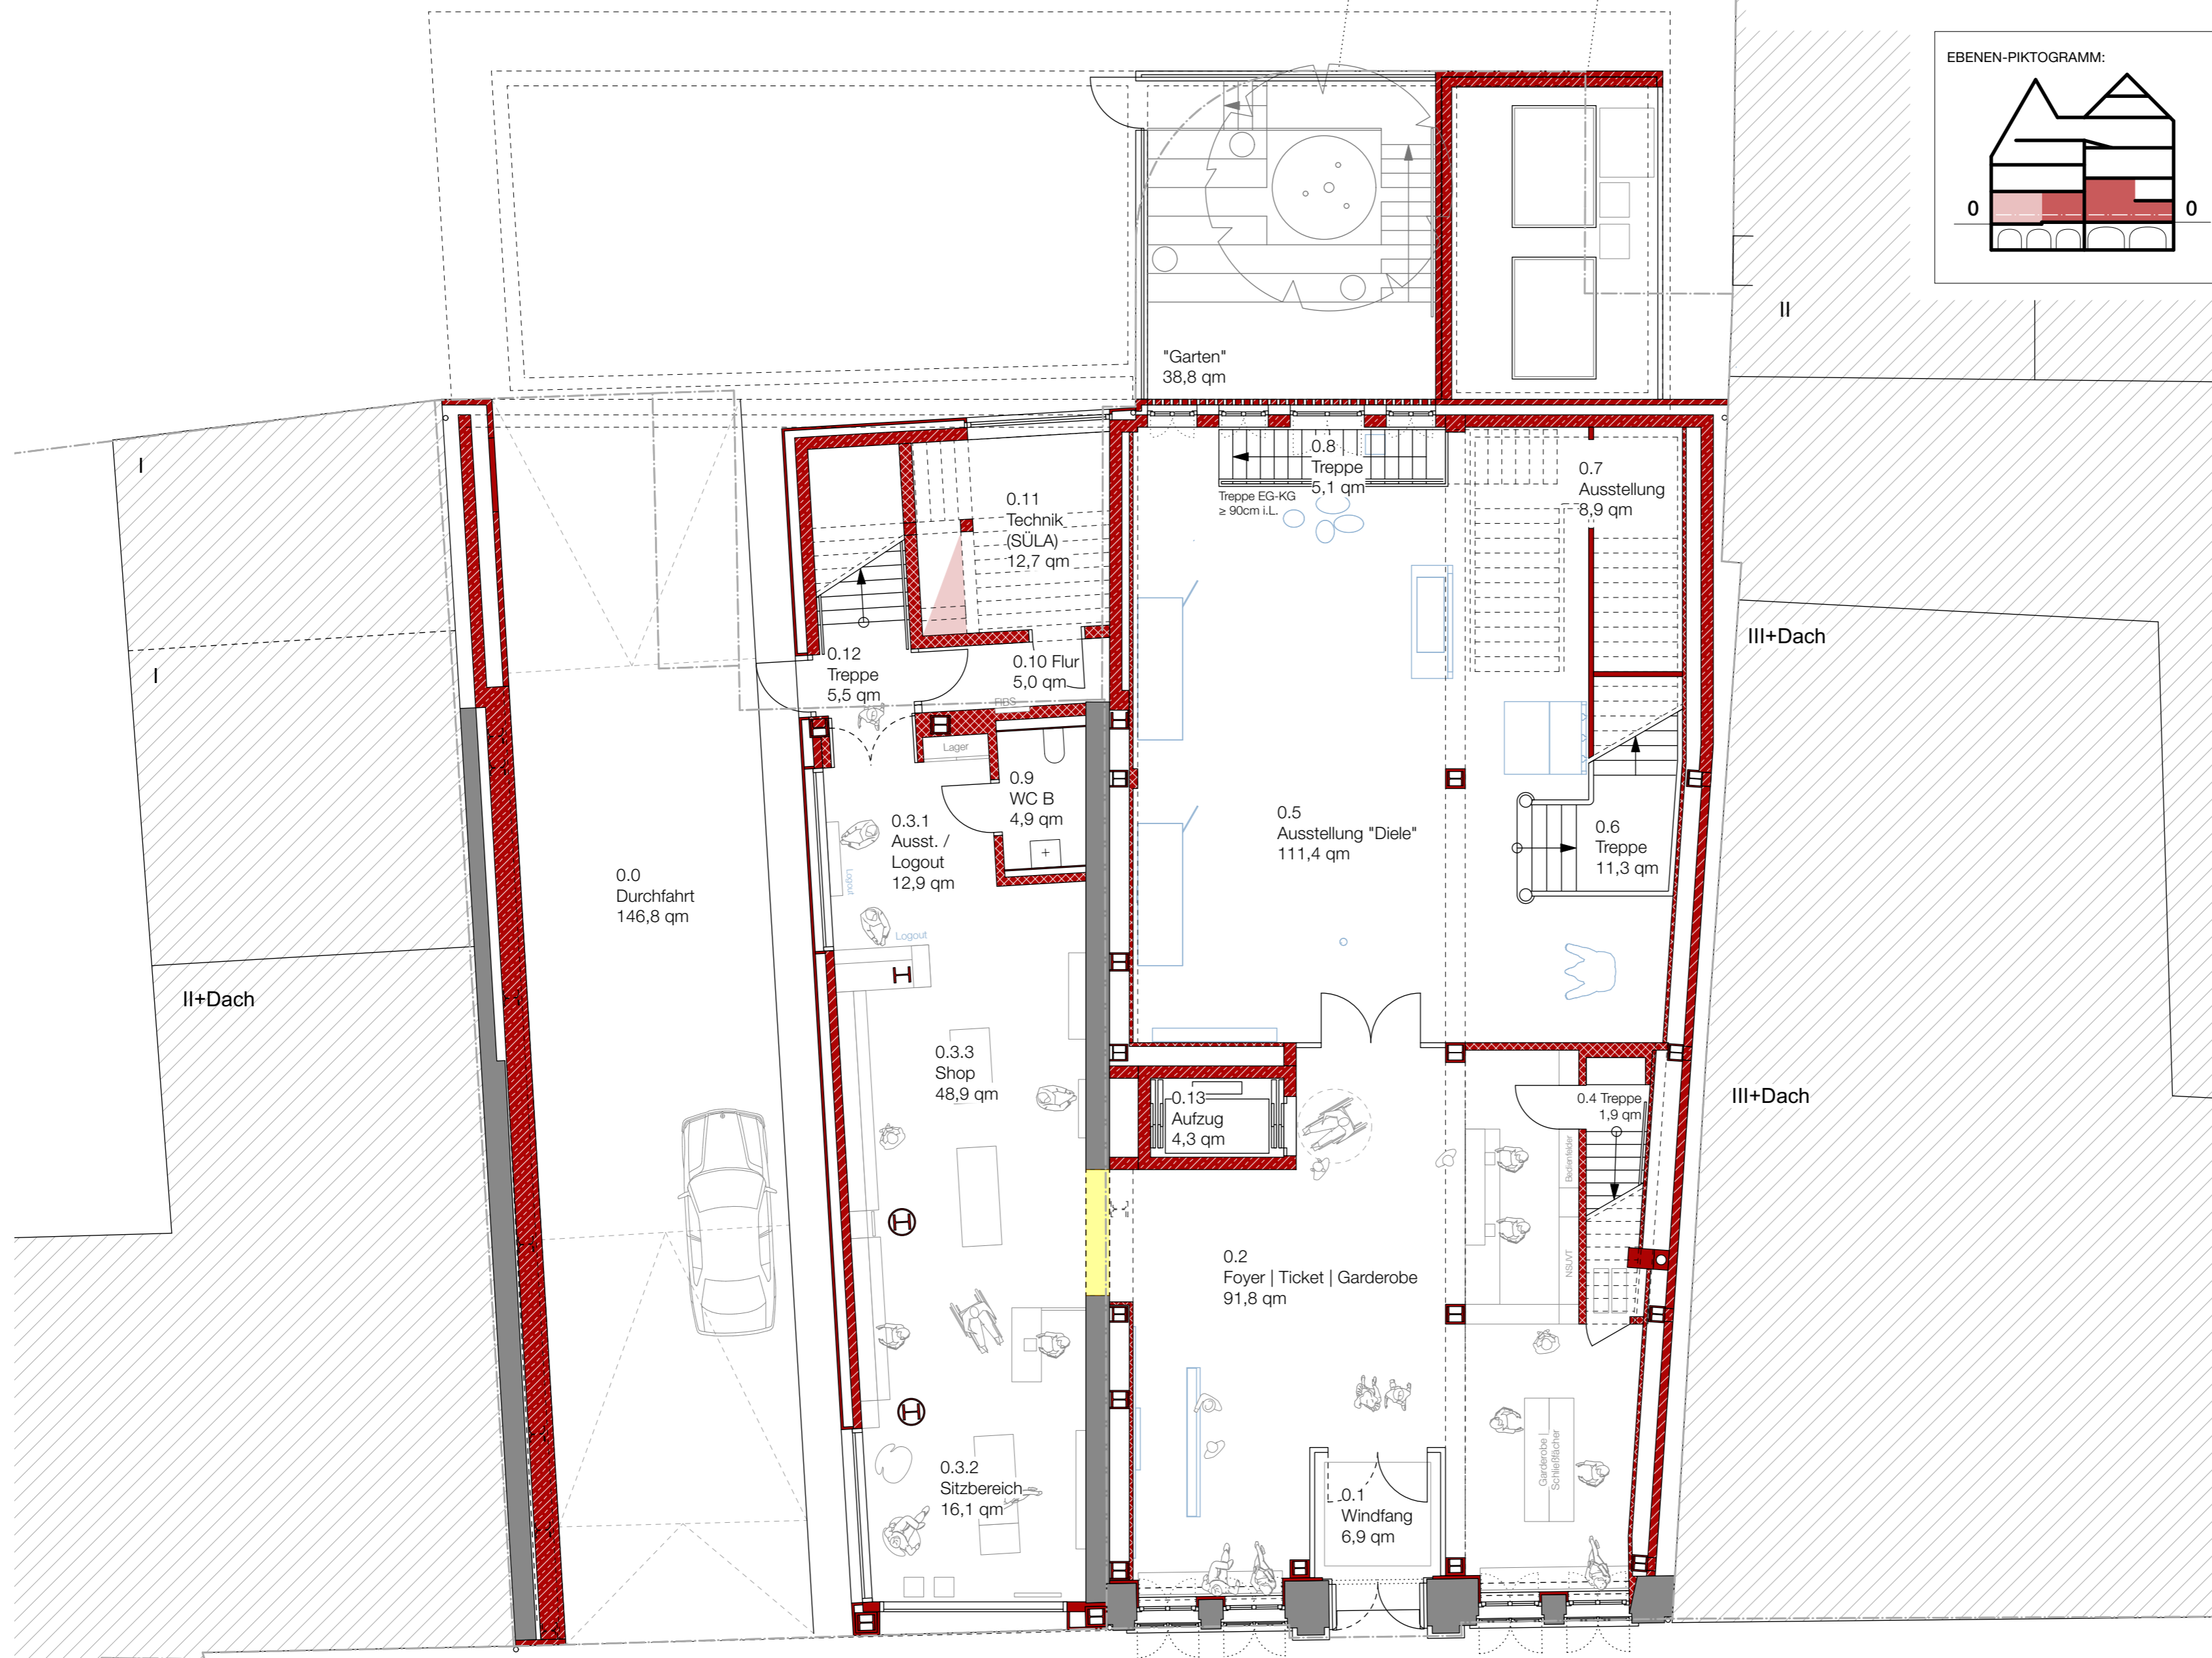 EBENEN-PIKTOGRAMM:
0
0
II
"Garten"
38,8 qm
I
0.8
Treppe
5,1 qm
Treppe EG-KG
≥ 90cm i.L.
0.7
Ausstellung
8,9 qm
0.11
Technik
(SÜLA)
12,7 qm
I
III+Dach
0.12
Treppe
5,5 qm
0.10 Flur
5,0 qm
Lager
0.9
WC B
4,9 qm
0.3.1
Ausst. /
Logout
12,9 qm
Logout
Logout
0.5
Ausstellung "Diele"
111,4 qm
0.6
Treppe
11,3 qm
0.0
Durchfahrt
146,8 qm
II+Dach
0.3.3
Shop
48,9 qm
0.13
Aufzug
4,3 qm
0.4 Treppe
1,9 qm
III+Dach
Bedienfelder
NSUVT
0.2
Foyer | Ticket | Garderobe
91,8 qm
Garderobe |
Schließfächer
0.3.2
Sitzbereich
16,1 qm
0.1
Windfang
6,9 qm